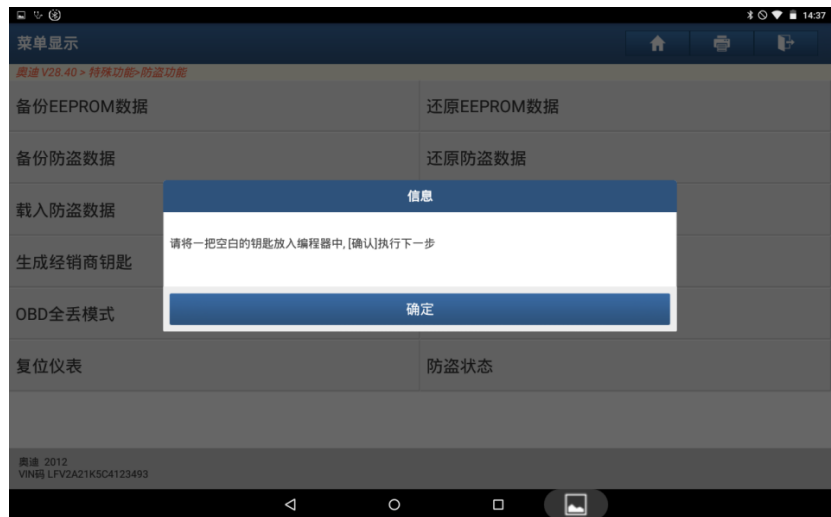 14:37
菜单显示
奥迪 V28.40 > 特殊功能>防盗功能
备份EEPROM数据
还原EEPROM数据
备份防盗数据
还原防盗数据
信息
载入防盗数据
请将一把空白的钥匙放入编程器中, [确认]执行下一步
生成经销商钥匙
OBD全丢模式
确定
复位仪表
防盗状态
奥迪 2012
VIN码 LFV2A21K5C4123493